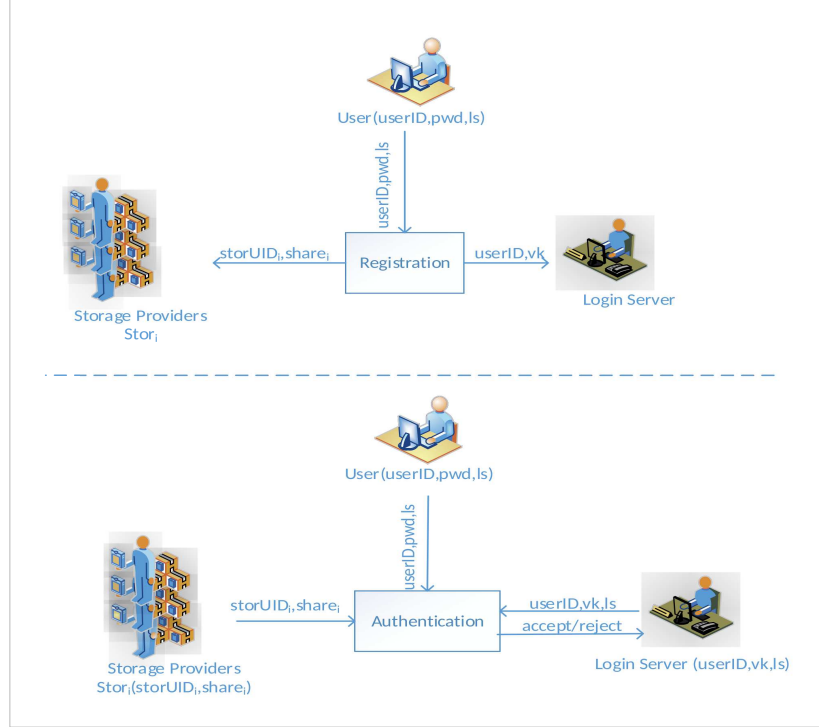 User(userID,pwd,ls)
userID,pwd,ls
storUIDᵢ,shareᵢ
Registration
userID,vk
Storage Providers
Storᵢ
Login Server
User(userID,pwd,ls)
userID,pwd,ls
storUIDᵢ,shareᵢ
Authentication
userID,vk,ls
accept/reject
Storage Providers
Storᵢ(storUIDᵢ,shareᵢ)
Login Server (userID,vk,ls)